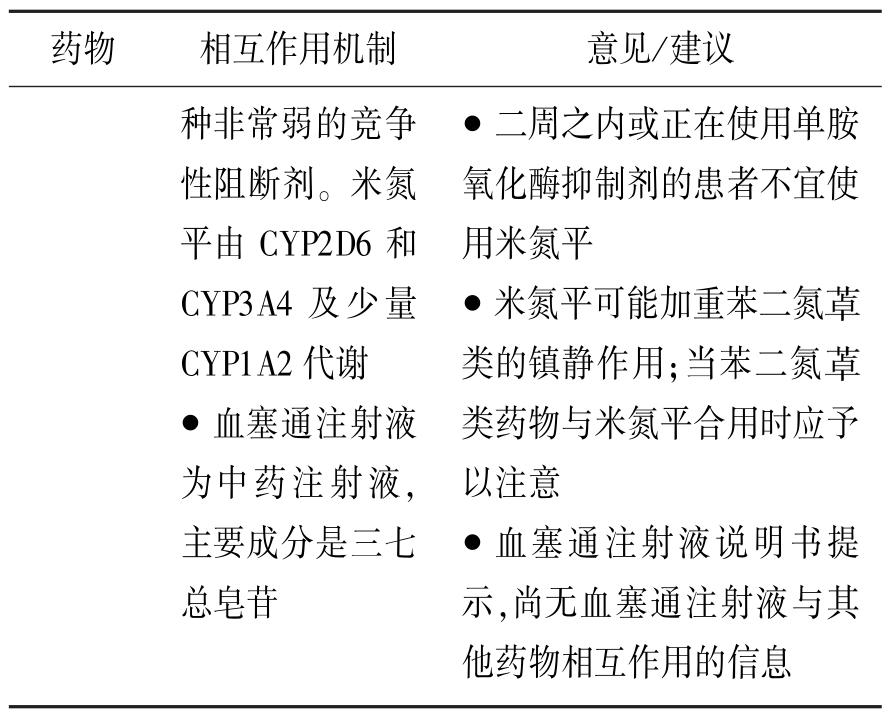 药物 相互作用机制 意见/建议
种非常弱的竞争
性阻断剂。米氮
平由 CYP2D6 和
CYP3A4 及少量
CYP1A2 代谢
● 血塞通注射液
为中药注射液，
主要成分是三七
总皂苷
● 二周之内或正在使用单胺
氧化酶抑制剂的患者不宜使
用米氮平
● 米氮平可能加重苯二氮䓬
类的镇静作用；当苯二氮䓬
类药物与米氮平合用时应予
以注意
● 血塞通注射液说明书提
示，尚无血塞通注射液与其
他药物相互作用的信息